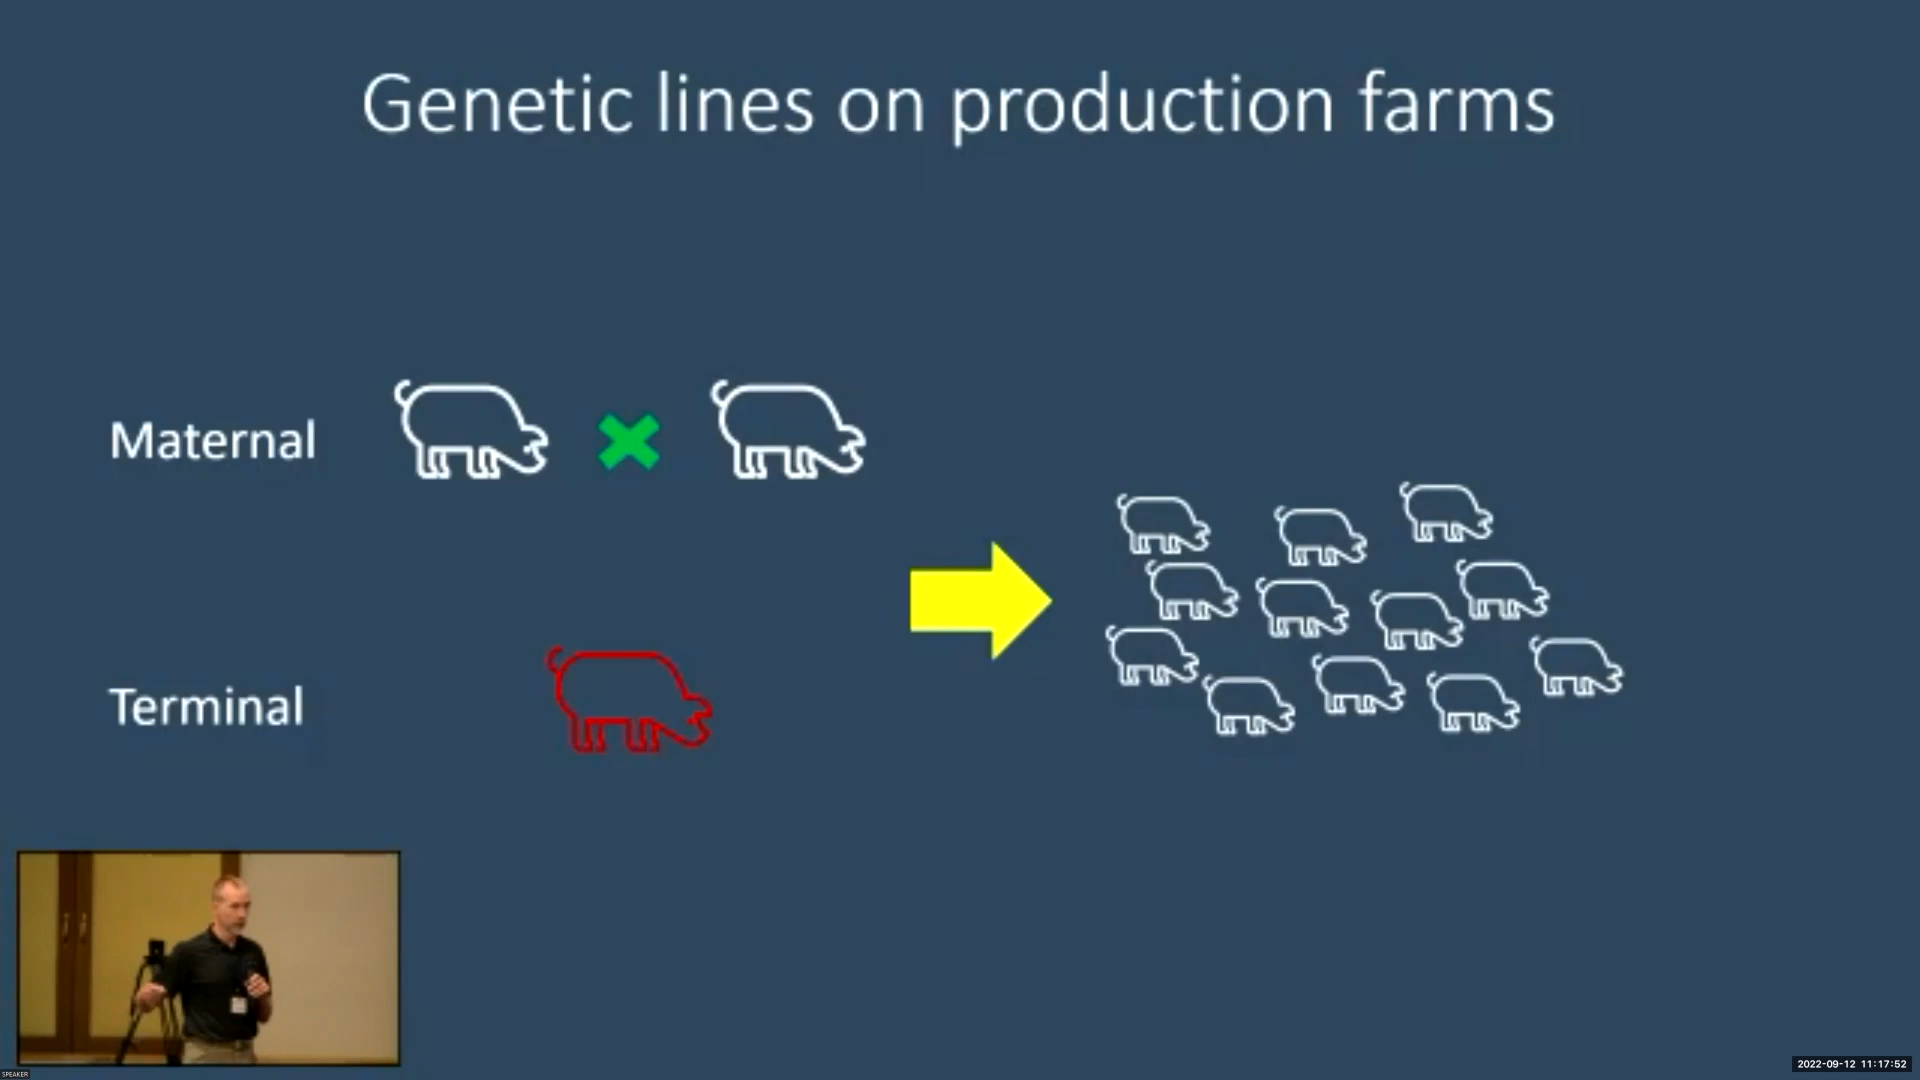 Genetic lines on production farms
Maternal
Terminal
SPEAKER
2022-09-12 11:17:52